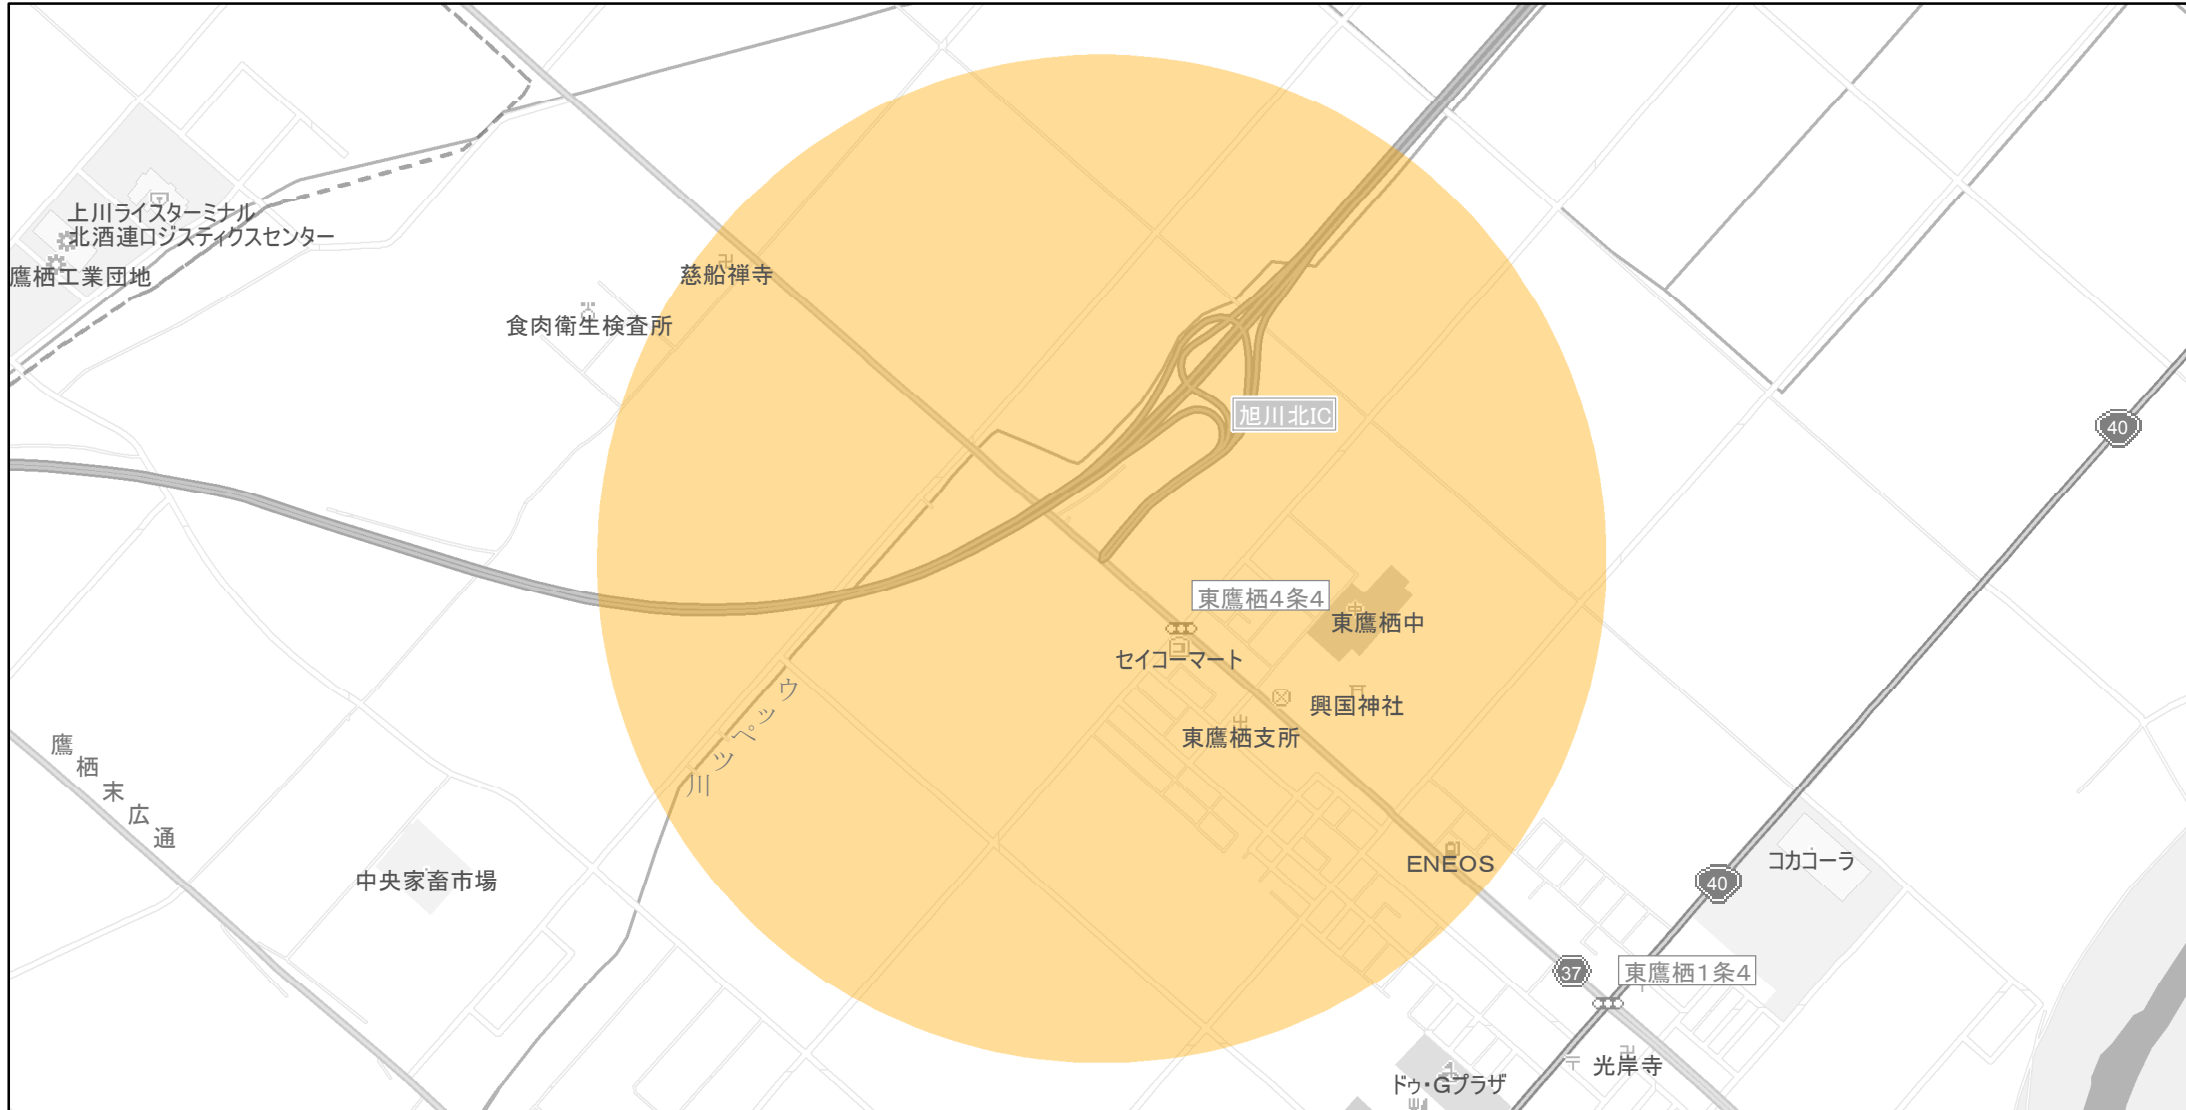 上川ライスターミナル
北酒連ロジスティクスセンター
鷹栖工業団地
慈船禅寺
食肉衛生検査所
旭川北IC
40
東鷹栖4条4
東鷹栖中
セイコーマート
興国神社
東鷹栖支所
ウッペツ川
鷹栖末広通
中央家畜市場
ENEOS
コカコーラ
40
37
東鷹栖1条4
光岸寺
ドゥ・Gプラザ